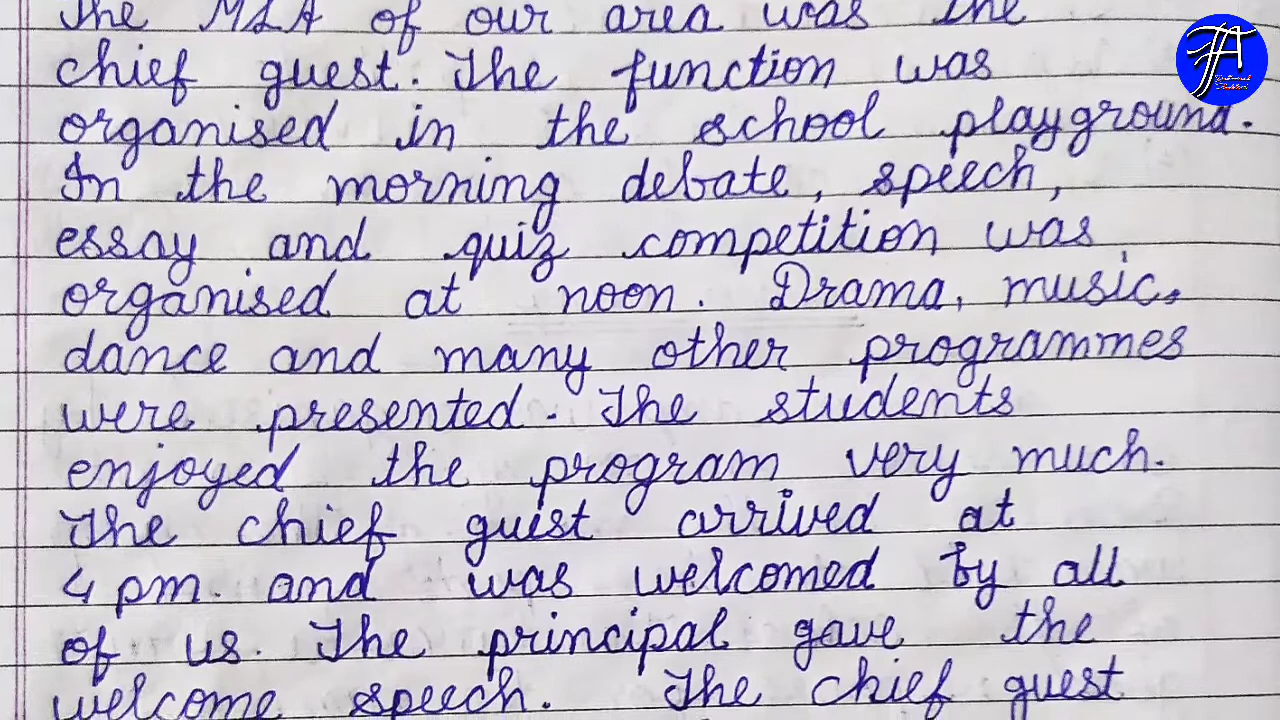 The MLA of our area was the
chief guest. The function was
organised in the school playground.
In the morning debate, speech,
essay and quiz competition was
organised at noon. Drama, music,
dance and many other programmes
were presented. The students
enjoyed the program very much.
The chief guest arrived at
4 pm. and was welcomed by all
of us. The principal gave the
welcome speech. The chief guest